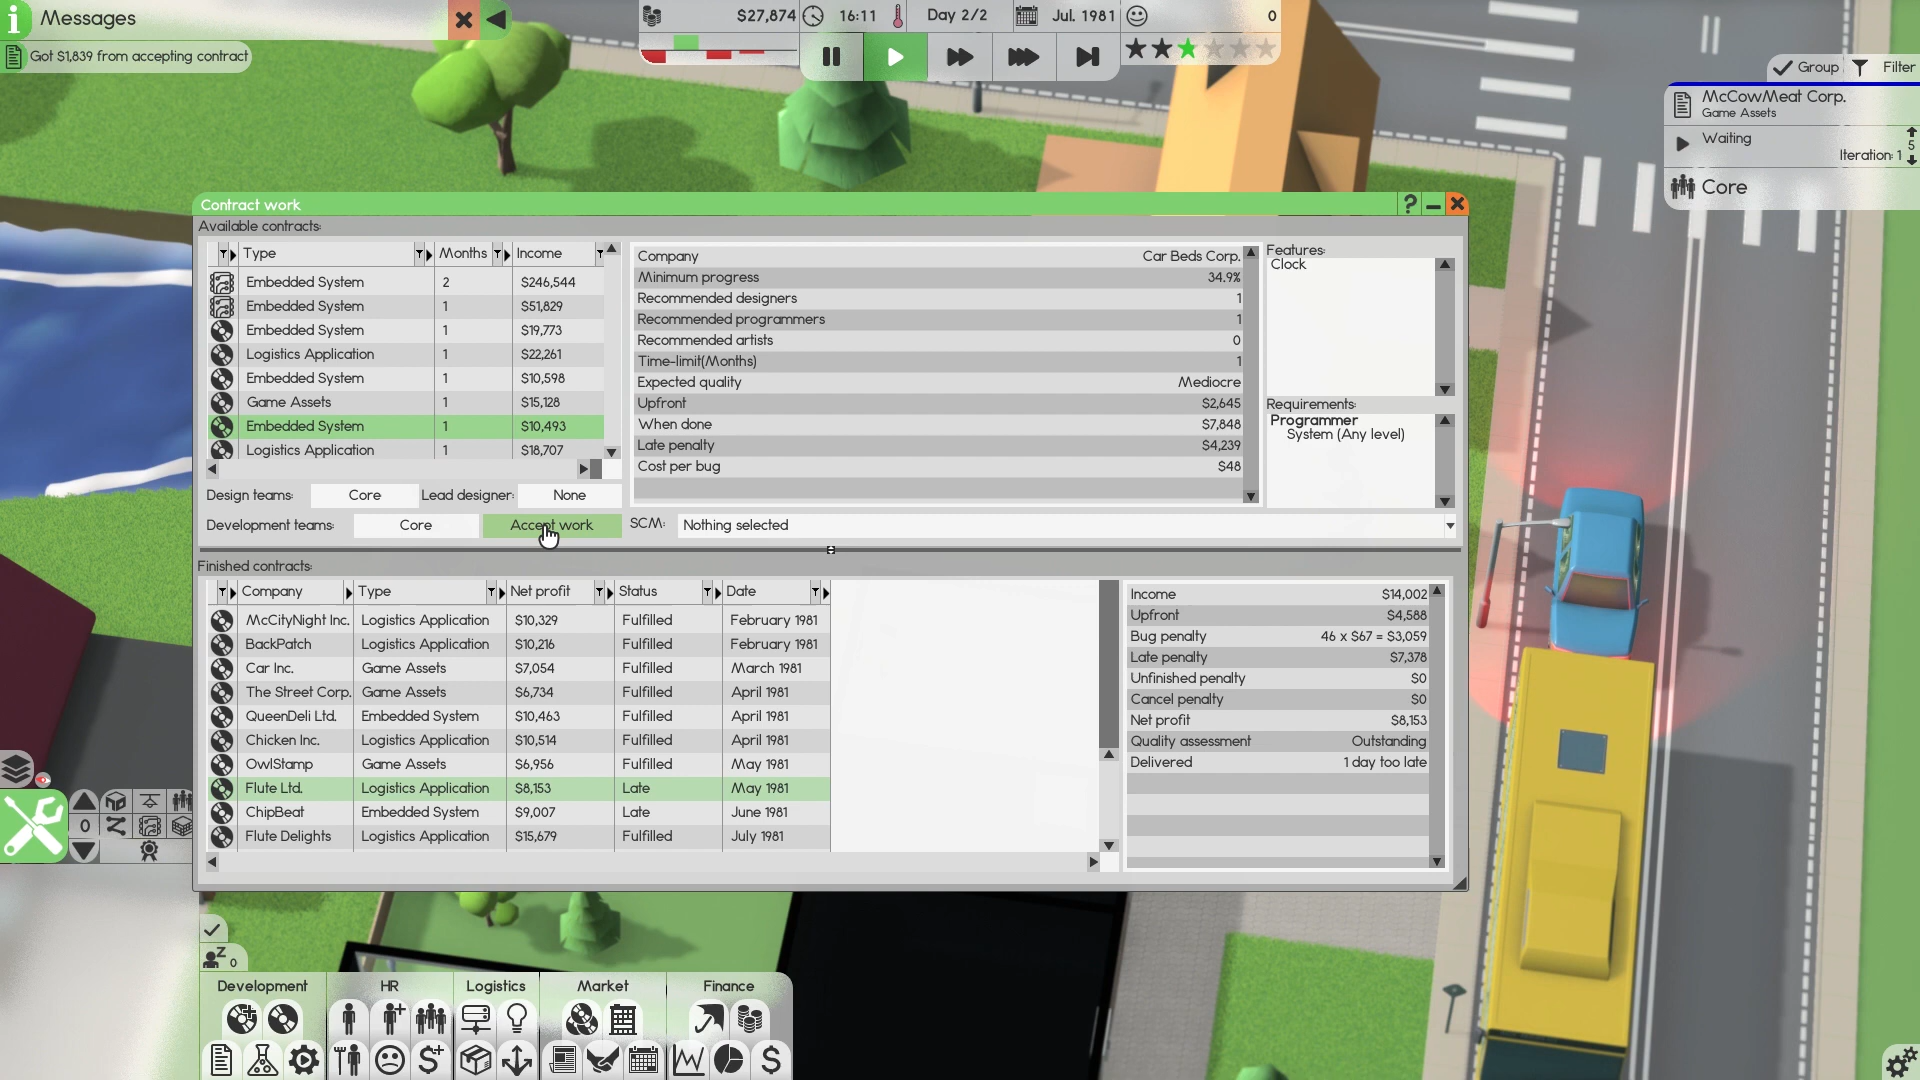 Messages
Got $1,839 from accepting contract
$27,874
16:11
Day 2/2
Jul. 1981
0
Group
Filter
McCowMeat Corp.
Game Assets
Waiting
5
Iteration: 1
Core
Contract work
?
Available contracts:
Type Months Income
Embedded System 2 $246,544
Embedded System 1 $51,829
Embedded System 1 $19,773
Logistics Application 1 $22,261
Embedded System 1 $10,598
Game Assets 1 $15,128
Embedded System 1 $10,493
Logistics Application 1 $18,707
Company Car Beds Corp.
Minimum progress 34.9%
Recommended designers 1
Recommended programmers 1
Recommended artists 0
Time-limit(Months) 1
Expected quality Mediocre
Upfront $2,645
When done $7,848
Late penalty $4,239
Cost per bug $48
Features:
Clock
Requirements:
Programmer
System (Any level)
Design teams: Core Lead designer: None
Development teams: Core Accept work SCM: Nothing selected
Finished contracts:
Company Type Net profit Status Date
McCityNight Inc. Logistics Application $10,329 Fulfilled February 1981
BackPatch Logistics Application $10,216 Fulfilled February 1981
Car Inc. Game Assets $7,054 Fulfilled March 1981
The Street Corp. Game Assets $6,734 Fulfilled April 1981
QueenDeli Ltd. Embedded System $10,463 Fulfilled April 1981
Chicken Inc. Logistics Application $10,514 Fulfilled April 1981
OwlStamp Game Assets $6,956 Fulfilled May 1981
Flute Ltd. Logistics Application $8,153 Late May 1981
ChipBeat Embedded System $9,007 Late June 1981
Flute Delights Logistics Application $15,679 Fulfilled July 1981
Income $14,002
Upfront $4,588
Bug penalty 46 x $67 = $3,059
Late penalty $7,378
Unfinished penalty $0
Cancel penalty $0
Net profit $8,153
Quality assessment Outstanding
Delivered 1 day too late
0
Z 0
Development
HR
Logistics
Market
Finance